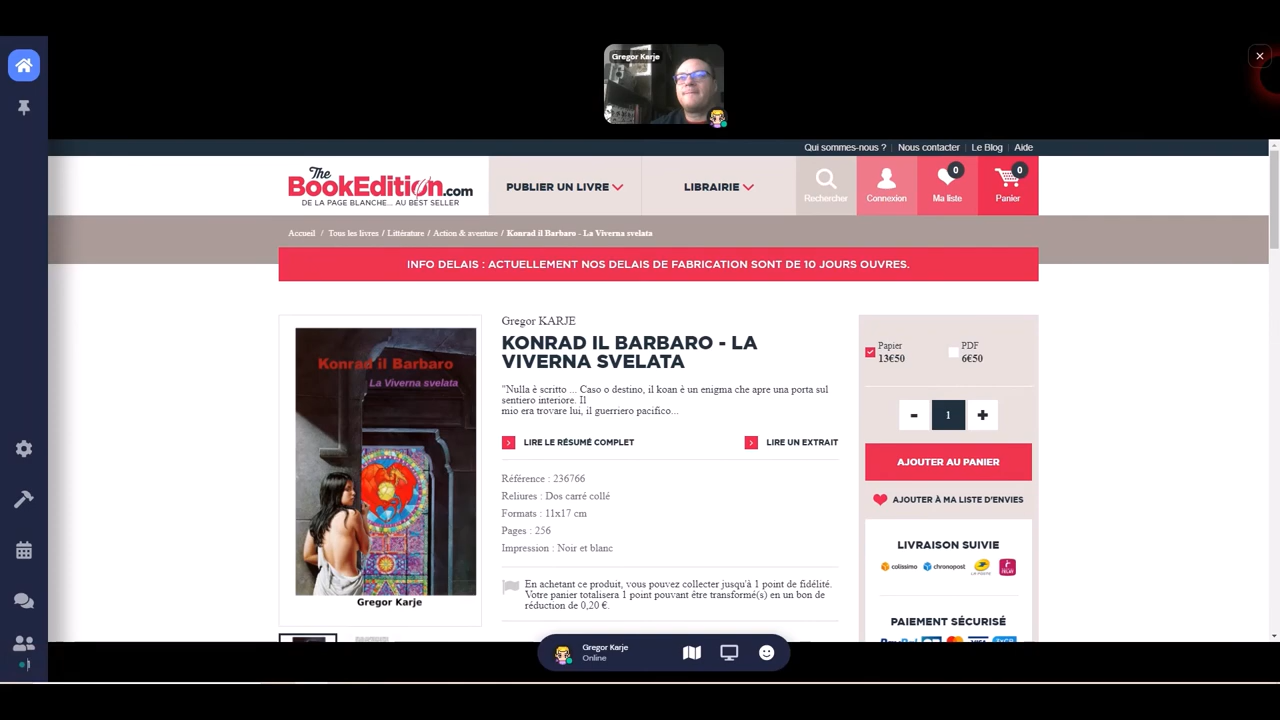 Gregor Karje
Qui sommes-nous ? | Nous contacter | Le Blog | Aide
The
BookEdition.com
DE LA PAGE BLANCHE... AU BEST SELLER
PUBLIER UN LIVRE
LIBRAIRIE
Rechercher
Connexion
0
Ma liste
0
Panier
Accueil / Tous les livres / Littérature / Action & aventure / Konrad il Barbaro - La Viverna svelata
INFO DELAIS : ACTUELLEMENT NOS DELAIS DE FABRICATION SONT DE 10 JOURS OUVRES.
Konrad il Barbaro
La Viverna svelata
Gregor Karje
Gregor KARJE
KONRAD IL BARBARO - LA
VIVERNA SVELATA
"Nulla è scritto ... Caso o destino, il koan è un enigma che apre una porta sul
sentiero interiore. Il
mio era trovare lui, il guerriero pacifico...
LIRE LE RÉSUMÉ COMPLET
LIRE UN EXTRAIT
Référence : 236766
Reliures : Dos carré collé
Formats : 11x17 cm
Pages : 256
Impression : Noir et blanc
En achetant ce produit, vous pouvez collecter jusqu'à 1 point de fidélité.
Votre panier totalisera 1 point pouvant être transformé(s) en un bon de
réduction de 0,20 €.
Papier
13€50
PDF
6€50
- 1 +
AJOUTER AU PANIER
AJOUTER À MA LISTE D'ENVIES
LIVRAISON SUIVIE
colissimo
chronopost
LA POSTE
PAIEMENT SÉCURISÉ
PayPal
VISA
Gregor Karje
Online